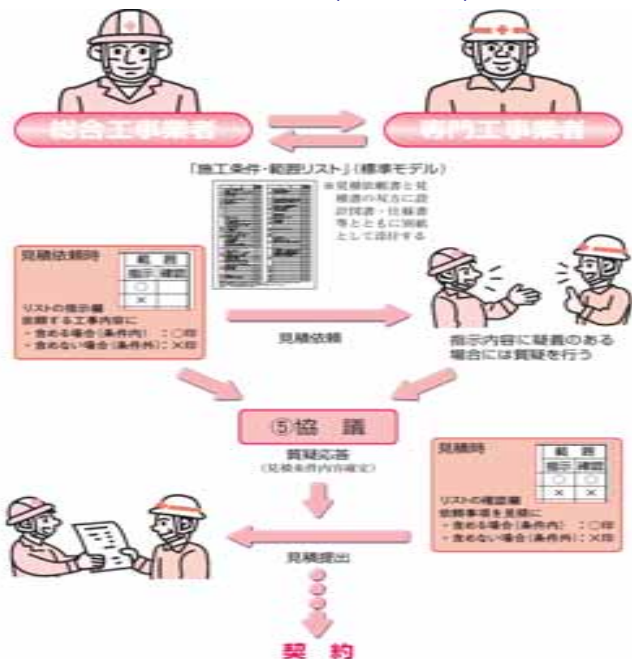 総合工事業者
専門工事業者
「施工条件・範囲リスト」(標準モデル)
※見積依頼書と見
積書の双方に設
計図書・仕様書
等とともに別紙
として添付する
見積依頼時
範 囲
指示 確認
○
×
リストの指示欄
依頼する工事内容に
・含める場合(条件内) :○印
・含めない場合(条件外):×印
見積依頼
指示内容に疑義のある
場合には質疑を行う
⑤協 議
質疑応答
(見積条件内容確定)
見積時
範 囲
指示 確認
○ ○
× ×
リストの確認欄
依頼事項を見積に
・含める場合(条件内) :○印
・含めない場合(条件外):×印
見積提出
契 約